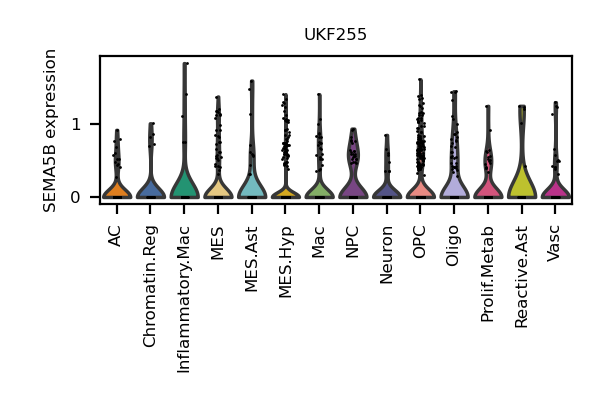 UKF255
SEMA5B expression
1
0
AC
Chromatin.Reg
Inflammatory.Mac
MES
MES.Ast
MES.Hyp
Mac
NPC
Neuron
OPC
Oligo
Prolif.Metab
Reactive.Ast
Vasc